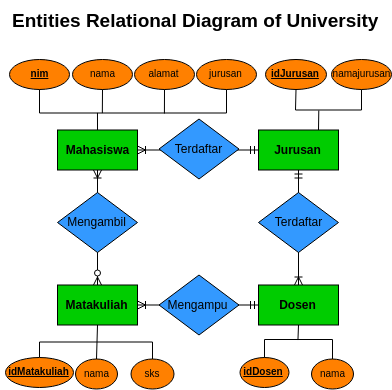 Entities Relational Diagram of University
nim
nama
alamat
jurusan
idJurusan
namajurusan
Mahasiswa
Terdaftar
Jurusan
Mengambil
Terdaftar
Matakuliah
Mengampu
Dosen
idMatakuliah
nama
sks
idDosen
nama